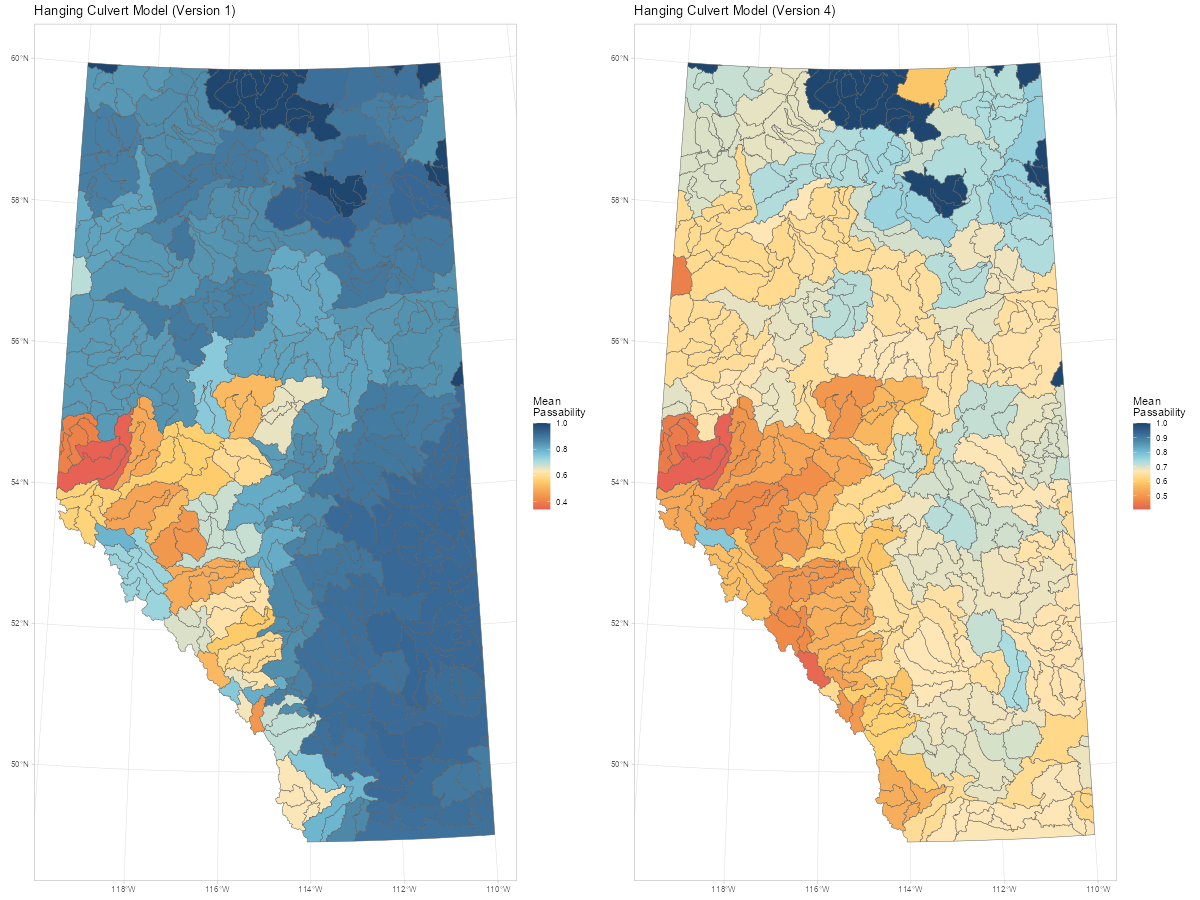 Hanging Culvert Model (Version 1)
60°N
58°N
56°N
54°N
52°N
50°N
118°W
116°W
114°W
112°W
110°W
Mean
Passability
1.0
0.8
0.6
0.4
Hanging Culvert Model (Version 4)
60°N
58°N
56°N
54°N
52°N
50°N
118°W
116°W
114°W
112°W
110°W
Mean
Passability
1.0
0.9
0.8
0.7
0.6
0.5